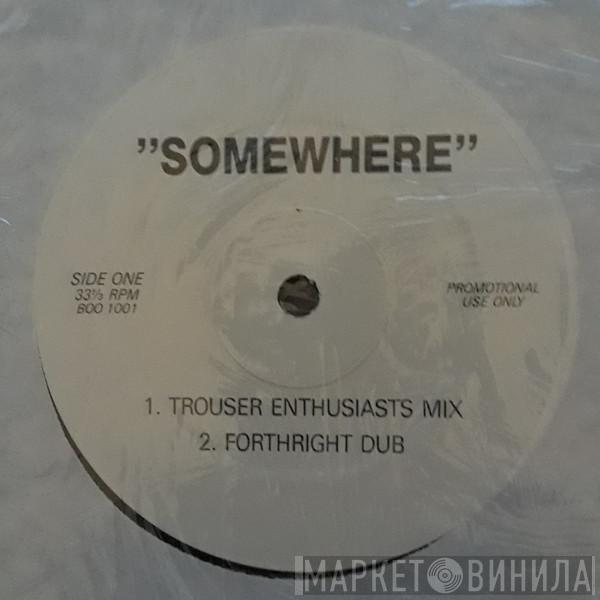 ”SOMEWHERE”
SIDE ONE
33⅓ RPM
BOO 1001
PROMOTIONAL
USE ONLY
1. TROUSER ENTHUSIASTS MIX
2. FORTHRIGHT DUB
МАРКЕТ ВИНИЛА